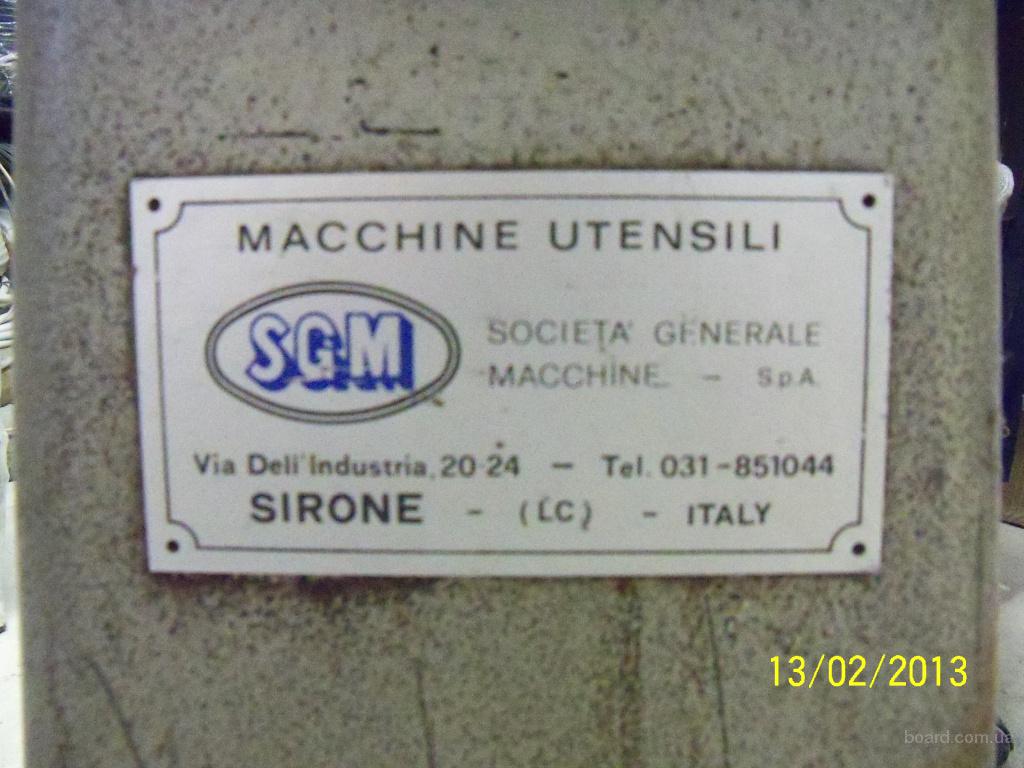 MACCHINE UTENSILI
SGM
SOCIETA' GENERALE
MACCHINE - SpA.
Via Dell'Industria, 20-24 - Tel. 031-851044
SIRONE - (LC) - ITALY
13/02/2013
board.com.ua